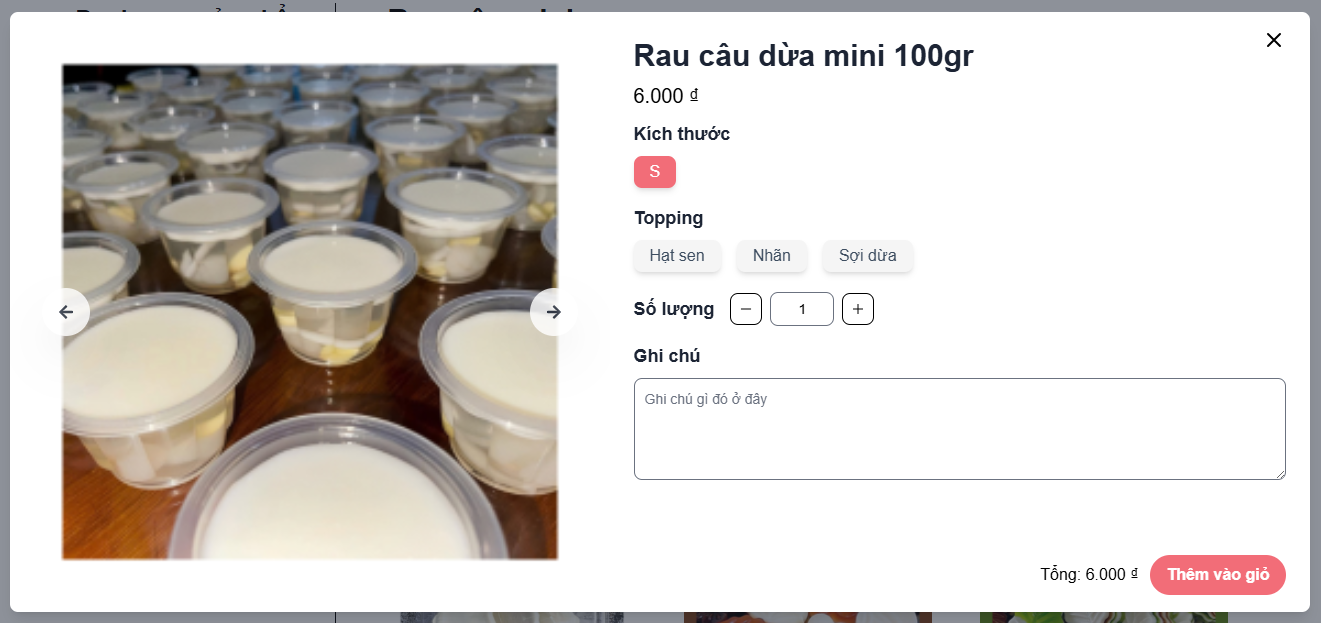 Rau câu dừa mini 100gr
6.000 ₫
Kích thước
S
Topping
Hạt sen Nhãn Sợi dừa
Số lượng − 1 +
Ghi chú
Ghi chú gì đó ở đây
Tổng: 6.000 ₫ Thêm vào giỏ